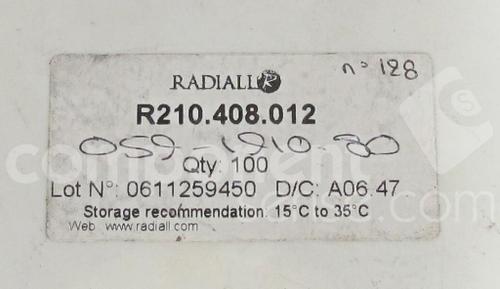 RADIALL R
n° 128
R210.408.012
059-1910-80
Qty: 100
Lot N°: 0611259450 D/C: A06.47
Storage recommendation: 15°C to 35°C
Web www.radiall.com
component